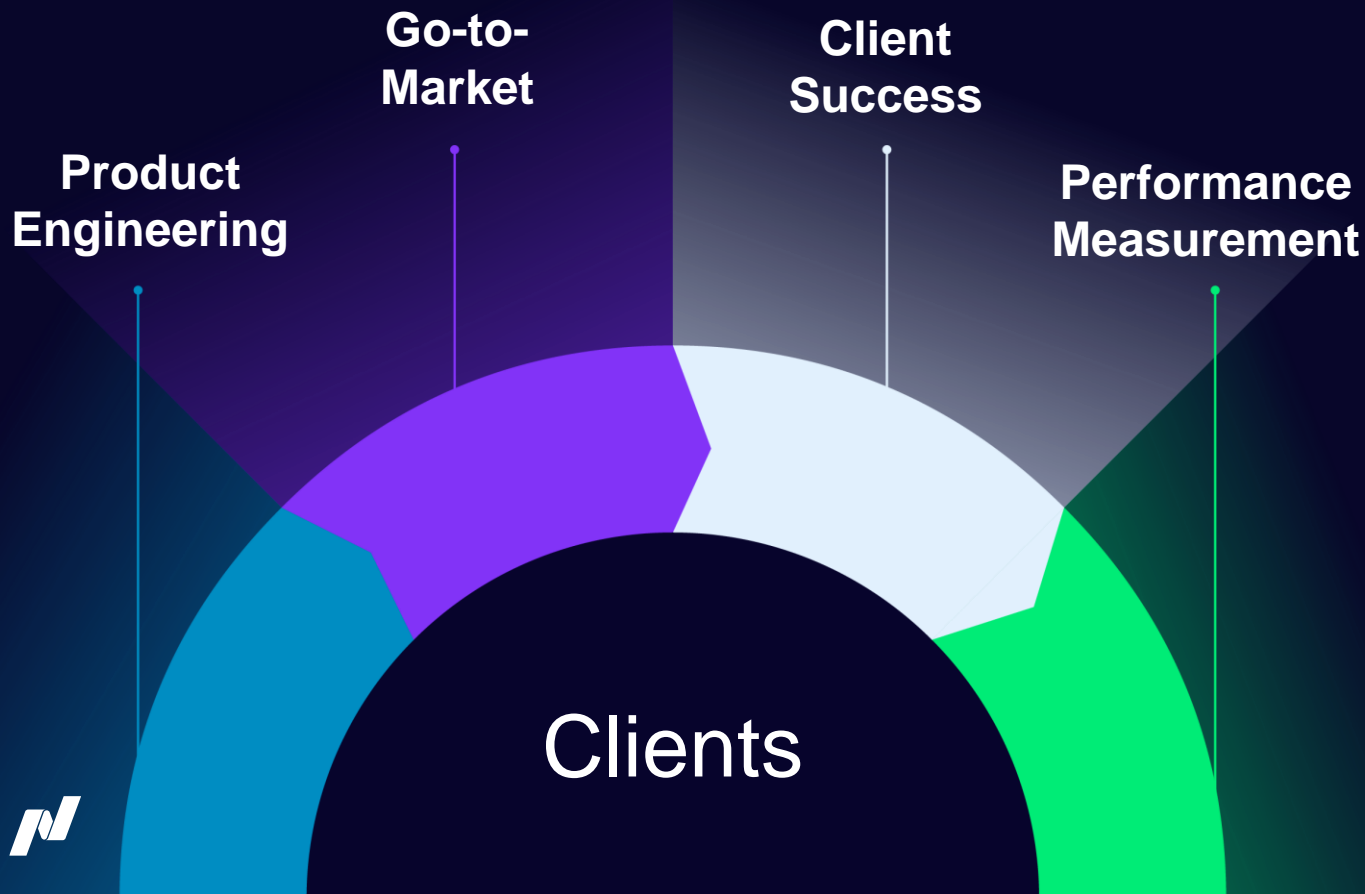 Product
Engineering
Go-to-
Market
Client
Success
Performance
Measurement
Clients